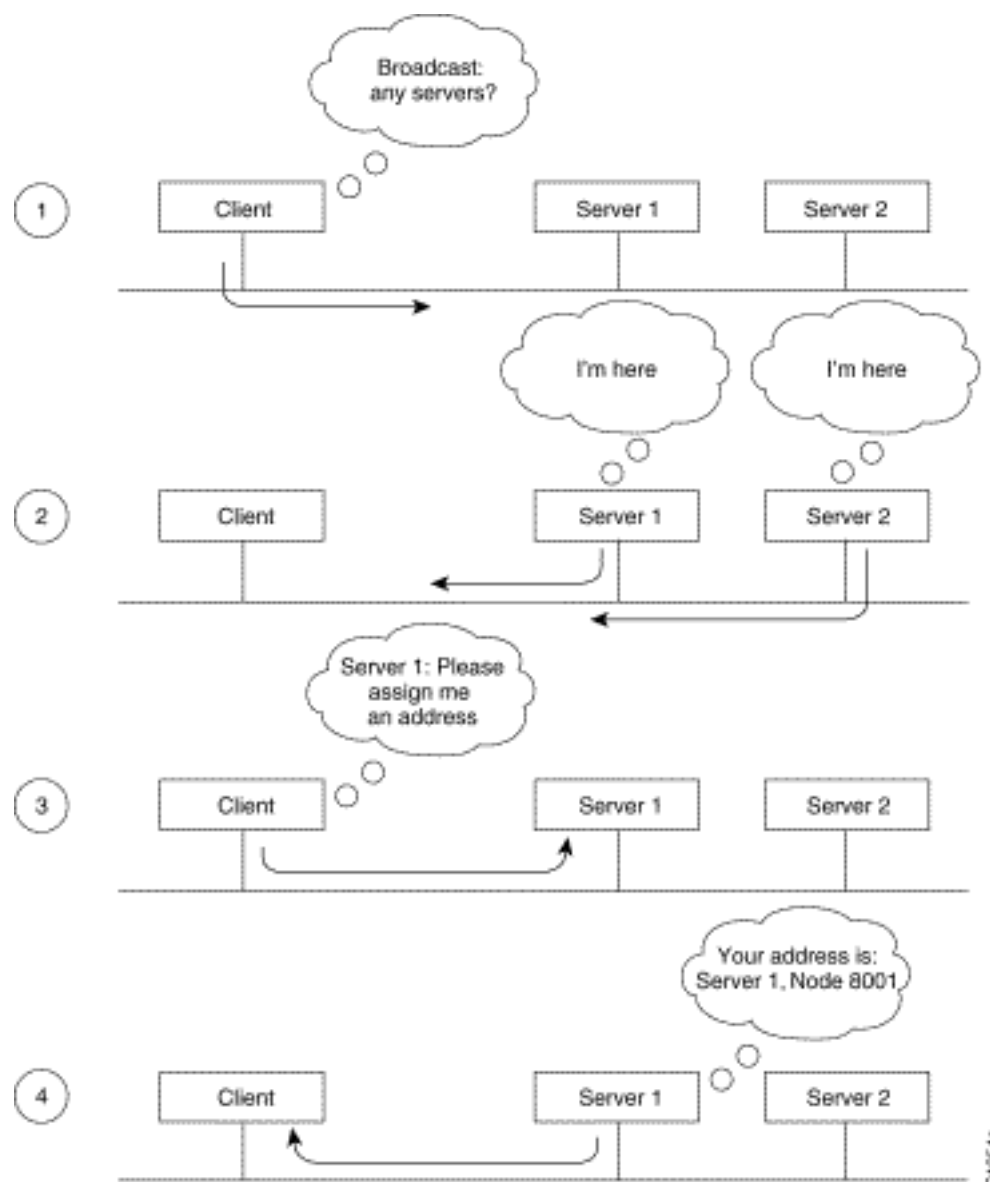 Broadcast:
any servers?
1
Client
Server 1
Server 2
I'm here
I'm here
2
Client
Server 1
Server 2
Server 1: Please
assign me
an address
3
Client
Server 1
Server 2
Your address is:
Server 1, Node 8001
4
Client
Server 1
Server 2